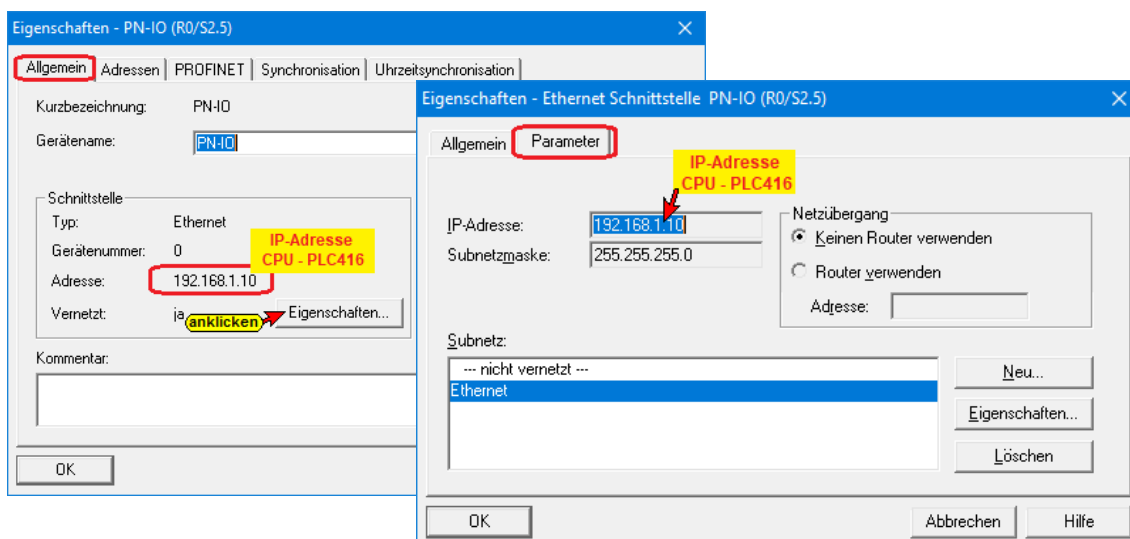 Eigenschaften - PN-IO (R0/S2.5)
Allgemein
Adressen
PROFINET
Synchronisation
Uhrzeitsynchronisation
Kurzbezeichnung:
PN-IO
Gerätename:
PN-IO
Schnittstelle
Typ:
Ethernet
Gerätenummer:
0
IP-Adresse
CPU - PLC416
Adresse:
192.168.1.10
Vernetzt:
ja
anklicken
Eigenschaften...
Kommentar:
OK
Eigenschaften - Ethernet Schnittstelle PN-IO (R0/S2.5)
Allgemein
Parameter
IP-Adresse
CPU - PLC416
IP-Adresse:
192.168.1.10
Subnetzmaske:
255.255.255.0
Netzübergang
Keinen Router verwenden
Router verwenden
Adresse:
Subnetz:
--- nicht vernetzt ---
Ethernet
Neu...
Eigenschaften...
Löschen
OK
Abbrechen
Hilfe